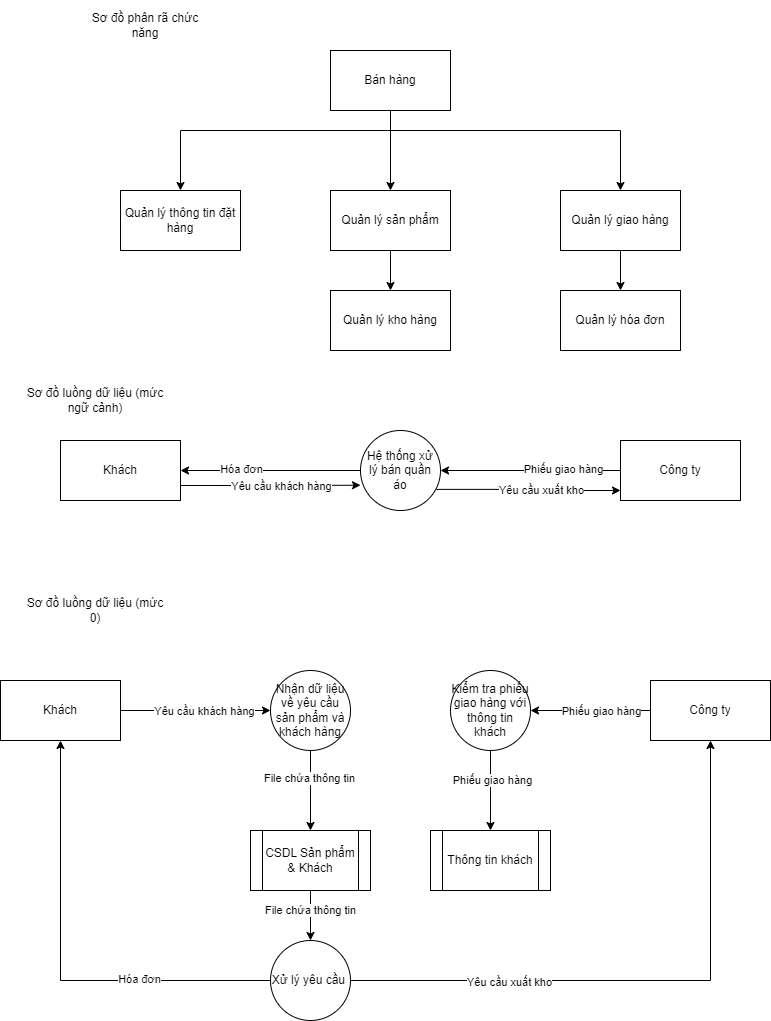 Sơ đồ phân rã chức
năng
Bán hàng
Quản lý thông tin đặt
hàng
Quản lý sản phẩm
Quản lý giao hàng
Quản lý kho hàng
Quản lý hóa đơn
Sơ đồ luồng dữ liệu (mức
ngữ cảnh)
Khách
Hóa đơn
Yêu cầu khách hàng
Hệ thống xử
lý bán quần
áo
Phiếu giao hàng
Yêu cầu xuất kho
Công ty
Sơ đồ luồng dữ liệu (mức
0)
Khách
Yêu cầu khách hàng
Nhận dữ liệu
về yêu cầu
sản phẩm và
khách hàng
Kiểm tra phiếu
giao hàng với
thông tin
khách
Phiếu giao hàng
Công ty
File chứa thông tin
Phiếu giao hàng
CSDL Sản phẩm
& Khách
Thông tin khách
File chứa thông tin
Hóa đơn
Xử lý yêu cầu
Yêu cầu xuất kho